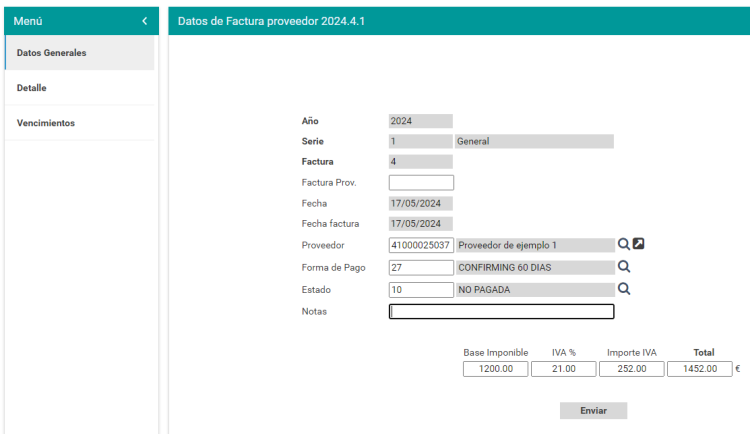 Menú <
Datos de Factura proveedor 2024.4.1
Datos Generales
Detalle
Vencimientos
Año 2024
Serie 1 General
Factura 4
Factura Prov.
Fecha 17/05/2024
Fecha factura 17/05/2024
Proveedor 41000025037 Proveedor de ejemplo 1
Forma de Pago 27 CONFIRMING 60 DIAS
Estado 10 NO PAGADA
Notas
Base Imponible IVA % Importe IVA Total
1200.00 21.00 252.00 1452.00 €
Enviar